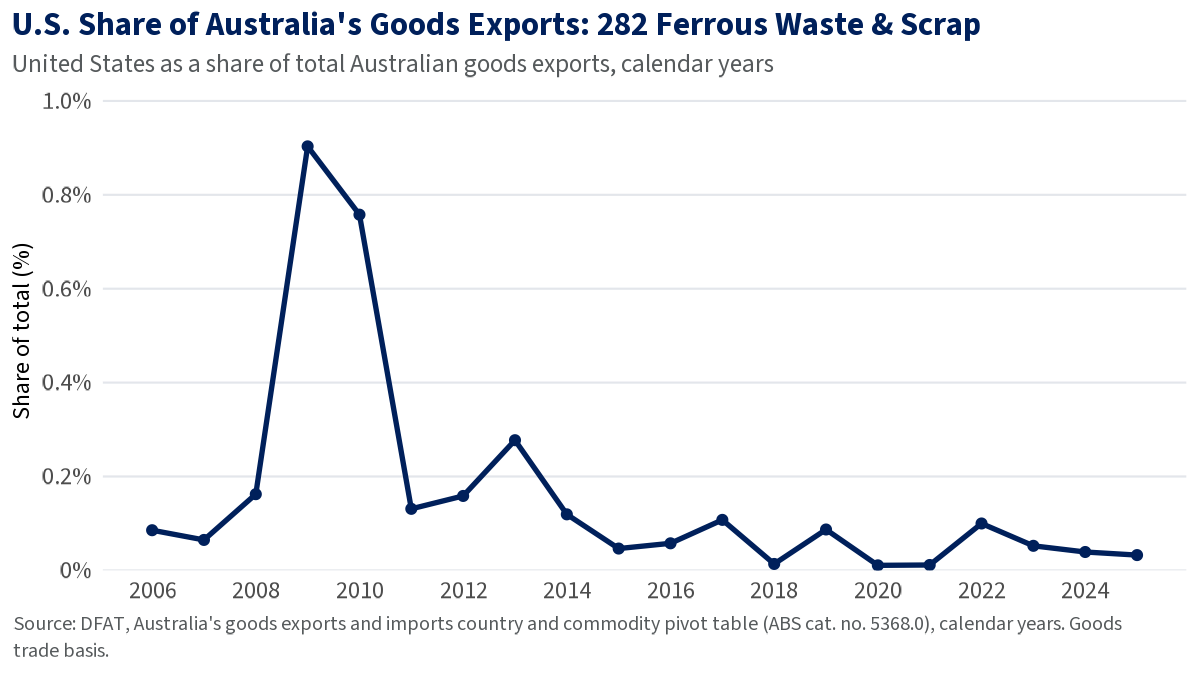 U.S. Share of Australia's Goods Exports: 282 Ferrous Waste & Scrap
United States as a share of total Australian goods exports, calendar years
Share of total (%)
1.0%
0.8%
0.6%
0.4%
0.2%
0%
2006 2008 2010 2012 2014 2016 2018 2020 2022 2024
Source: DFAT, Australia's goods exports and imports country and commodity pivot table (ABS cat. no. 5368.0), calendar years. Goods
trade basis.